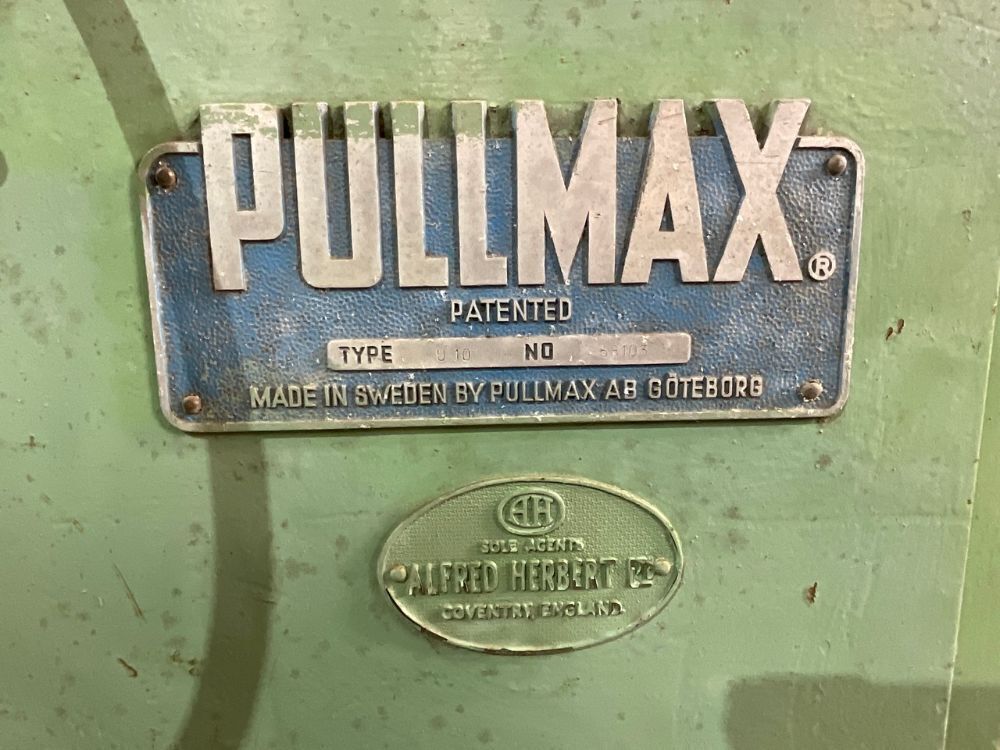 PULLMAX®
PATENTED
TYPE 10 NO
MADE IN SWEDEN BY PULLMAX AB GÖTEBORG
AH
SOLE AGENTS
ALFRED HERBERT LTD
COVENTRY, ENGLAND